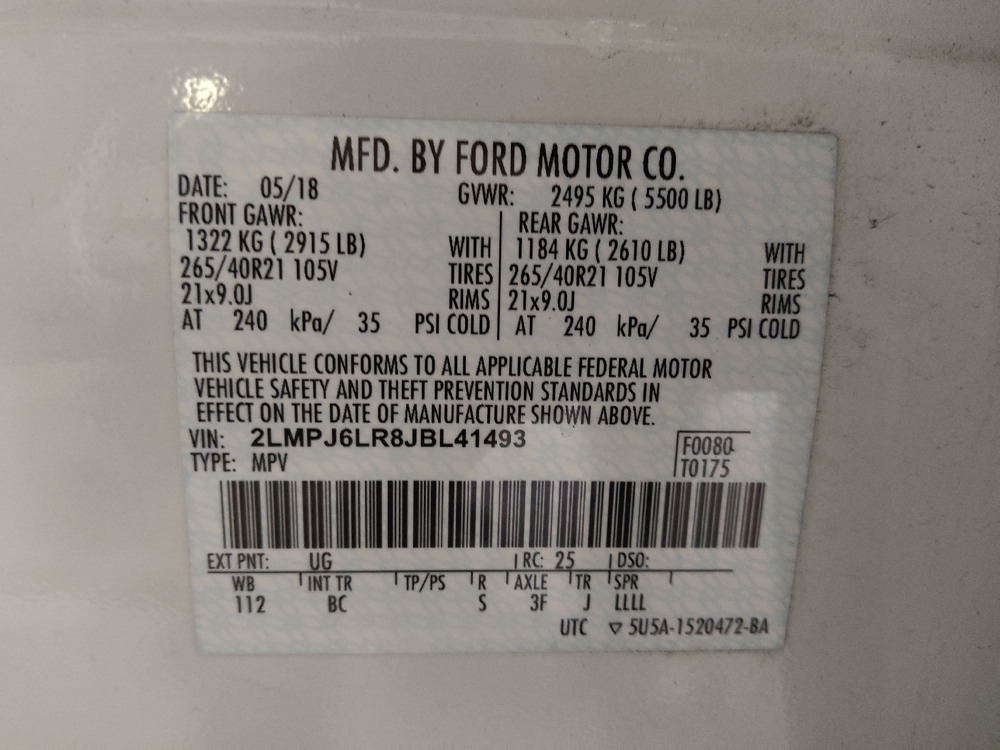 MFD. BY FORD MOTOR CO.
DATE: 05/18 GVWR: 2495 KG ( 5500 LB)
FRONT GAWR: REAR GAWR:
1322 KG ( 2915 LB) WITH 1184 KG ( 2610 LB) WITH
265/40R21 105V TIRES 265/40R21 105V TIRES
21x9.0J RIMS 21x9.0J RIMS
AT 240 kPa/ 35 PSI COLD AT 240 kPa/ 35 PSI COLD
THIS VEHICLE CONFORMS TO ALL APPLICABLE FEDERAL MOTOR
VEHICLE SAFETY AND THEFT PREVENTION STANDARDS IN
EFFECT ON THE DATE OF MANUFACTURE SHOWN ABOVE.
VIN: 2LMPJ6LR8JBL41493 F0080
TYPE: MPV T0175
EXT PNT: UG RC: 25 DSO:
WB INT TR TP/PS R AXLE TR SPR
112 BC S 3F J LLLL
UTC ▽ 5U5A-1520472-BA